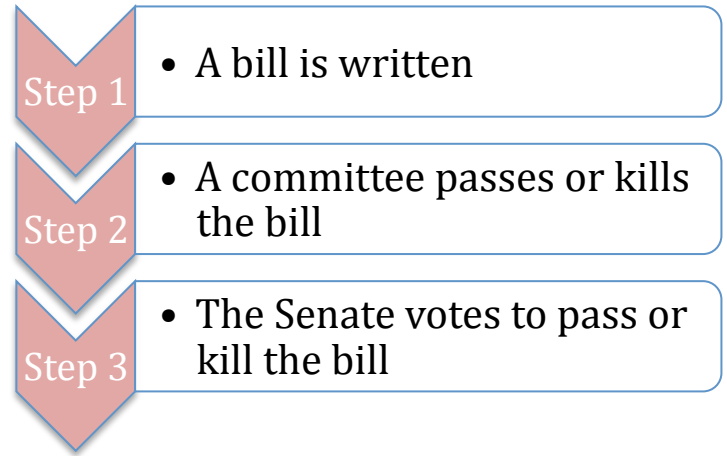 Step 1
• A bill is written
Step 2
• A committee passes or kills
the bill
Step 3
• The Senate votes to pass or
kill the bill